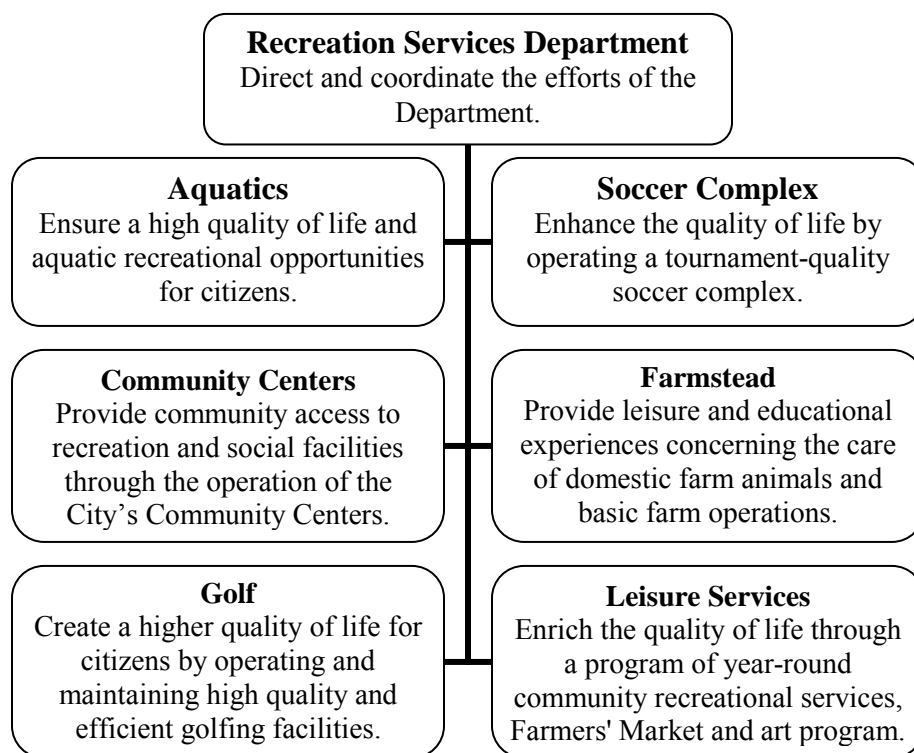 Recreation Services Department
Direct and coordinate the efforts of the
Department.
Aquatics
Ensure a high quality of life and
aquatic recreational opportunities
for citizens.
Soccer Complex
Enhance the quality of life by
operating a tournament-quality
soccer complex.
Community Centers
Provide community access to
recreation and social facilities
through the operation of the
City’s Community Centers.
Farmstead
Provide leisure and educational
experiences concerning the care
of domestic farm animals and
basic farm operations.
Golf
Create a higher quality of life for
citizens by operating and
maintaining high quality and
efficient golfing facilities.
Leisure Services
Enrich the quality of life through
a program of year-round
community recreational services,
Farmers' Market and art program.